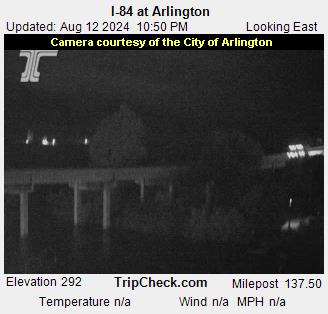 I-84 at Arlington
Updated: Aug 12 2024 10:50 PM Looking East
Camera courtesy of the City of Arlington
Elevation 292 TripCheck.com Milepost 137.50
Temperature n/a Wind n/a MPH n/a